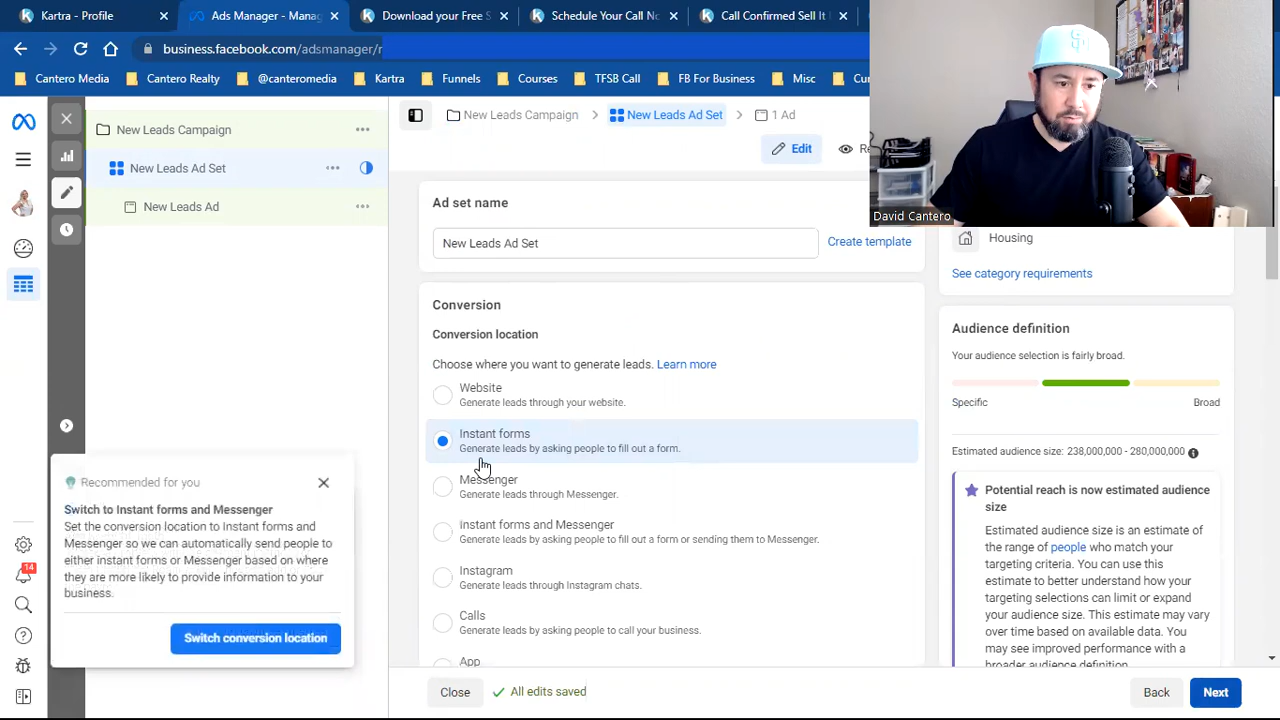 Kartra - Profile
Ads Manager - Manage
Download your Free S
Schedule Your Call No
Call Confirmed Sell It
business.facebook.com/adsmanager/
Cantero Media
Cantero Realty
@canteromedia
Kartra
Funnels
Courses
TFSB Call
FB For Business
Misc
New Leads Campaign
New Leads Ad Set
New Leads Ad
New Leads Campaign
New Leads Ad Set
1 Ad
Edit
Re
David Cantero
Ad set name
New Leads Ad Set
Create template
Conversion
Conversion location
Choose where you want to generate leads. Learn more
Website
Generate leads through your website.
Instant forms
Generate leads by asking people to fill out a form.
Messenger
Generate leads through Messenger.
Instant forms and Messenger
Generate leads by asking people to fill out a form or sending them to Messenger.
Instagram
Generate leads through Instagram chats.
Calls
Generate leads by asking people to call your business.
App
Housing
See category requirements
Audience definition
Your audience selection is fairly broad.
Specific
Broad
Estimated audience size: 238,000,000 - 280,000,000
Potential reach is now estimated audience
size
Estimated audience size is an estimate of
the range of people who match your
targeting criteria. You can use this
estimate to better understand how your
targeting selections can limit or expand
your audience size. This estimate may vary
over time based on available data. You
may see improved performance with a
broader audience definition.
Recommended for you
Switch to Instant forms and Messenger
Set the conversion location to Instant forms and
Messenger so we can automatically send people to
either instant forms or Messenger based on where
they are more likely to provide information to your
business.
Switch conversion location
14
Close
All edits saved
Back
Next